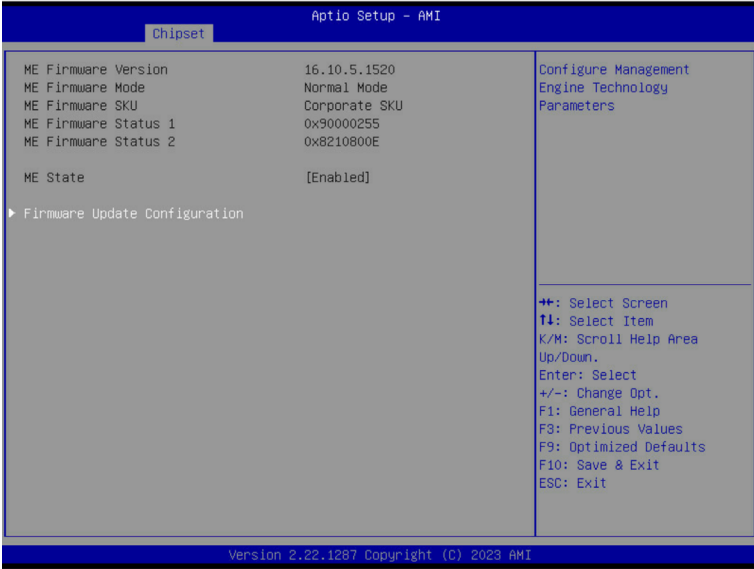 Aptio Setup – AMI
Chipset
ME Firmware Version 16.10.5.1520
ME Firmware Mode Normal Mode
ME Firmware SKU Corporate SKU
ME Firmware Status 1 0x90000255
ME Firmware Status 2 0x8210800E
ME State [Enabled]
▶ Firmware Update Configuration
Configure Management
Engine Technology
Parameters
→←: Select Screen
↑↓: Select Item
K/M: Scroll Help Area
Up/Down.
Enter: Select
+/-: Change Opt.
F1: General Help
F3: Previous Values
F9: Optimized Defaults
F10: Save & Exit
ESC: Exit
Version 2.22.1287 Copyright (C) 2023 AMI